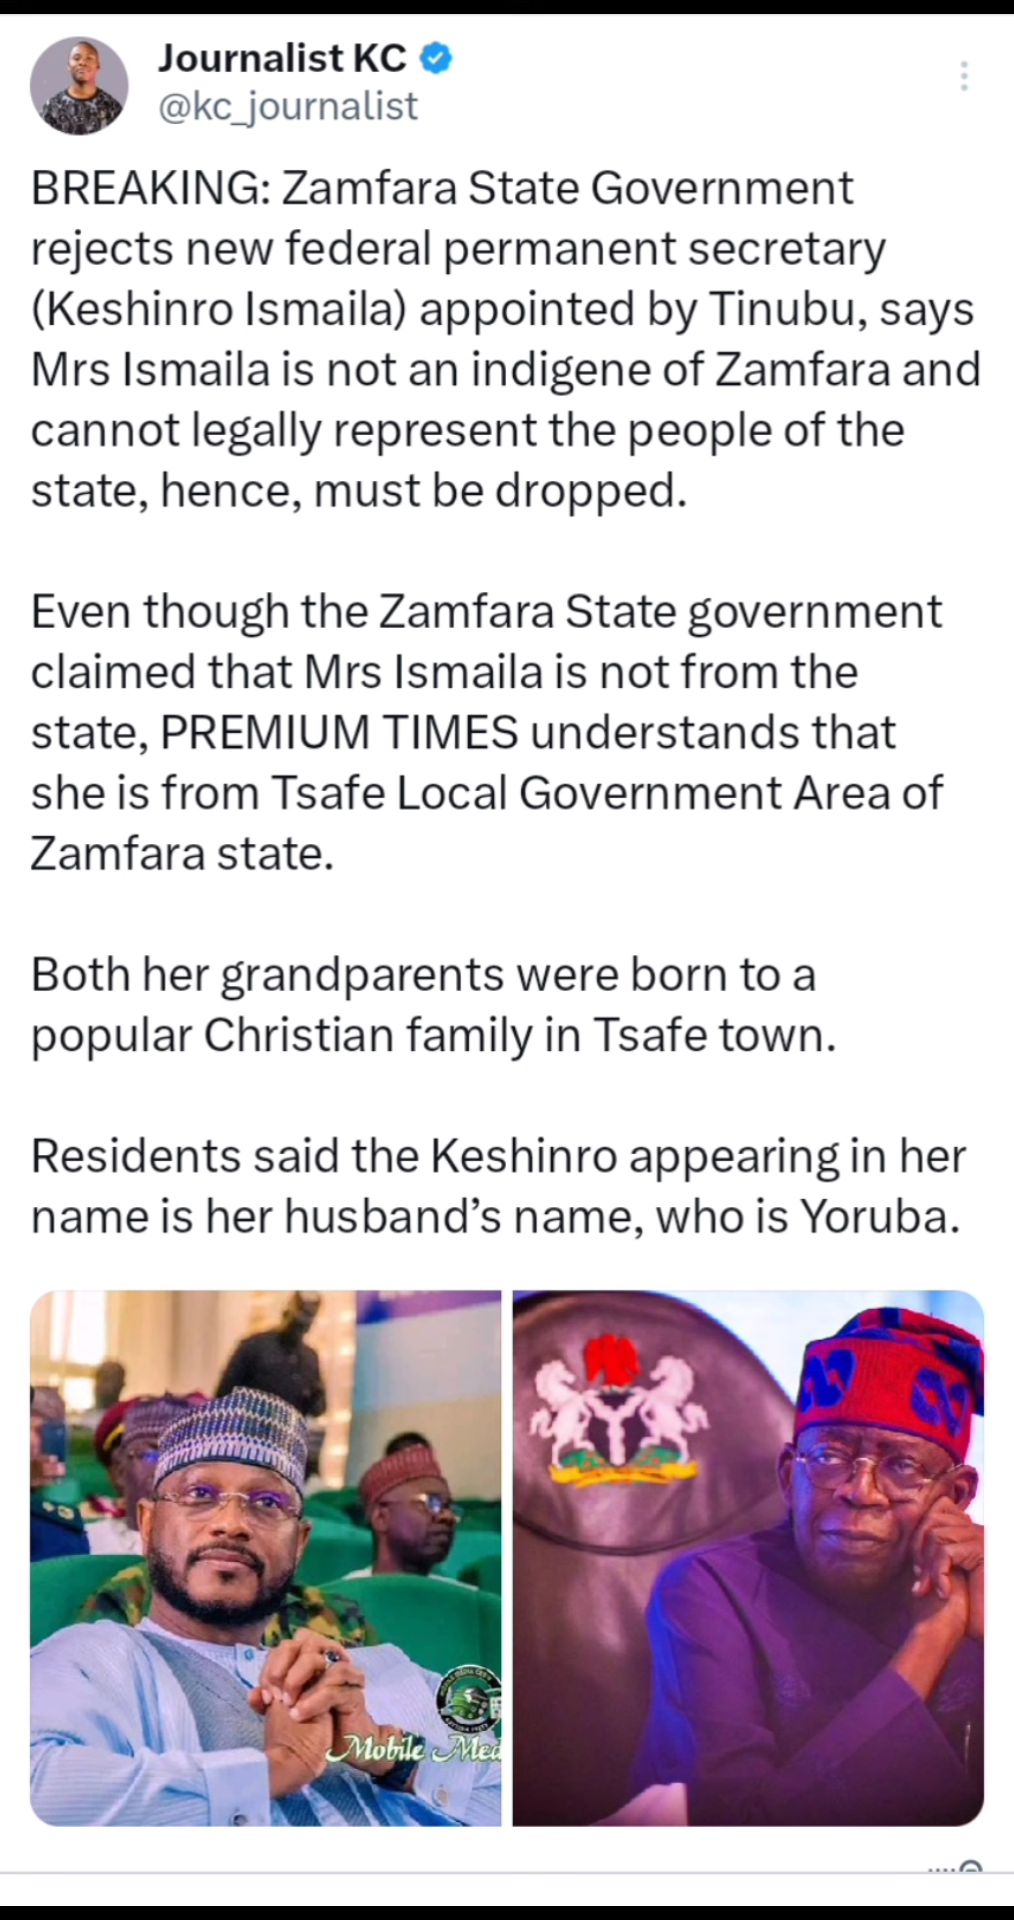 Journalist KC
@kc_journalist
BREAKING: Zamfara State Government
rejects new federal permanent secretary
(Keshinro Ismaila) appointed by Tinubu, says
Mrs Ismaila is not an indigene of Zamfara and
cannot legally represent the people of the
state, hence, must be dropped.
Even though the Zamfara State government
claimed that Mrs Ismaila is not from the
state, PREMIUM TIMES understands that
she is from Tsafe Local Government Area of
Zamfara state.
Both her grandparents were born to a
popular Christian family in Tsafe town.
Residents said the Keshinro appearing in her
name is her husband’s name, who is Yoruba.
Mobile Med